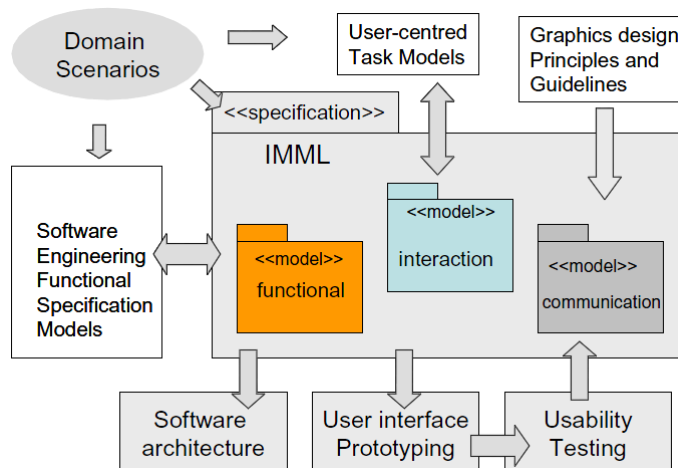 Domain
Scenarios
User-centred
Task Models
Graphics design
Principles and
Guidelines
<<specification>>
IMML
Software
Engineering
Functional
Specification
Models
<<model>>
functional
<<model>>
interaction
<<model>>
communication
Software
architecture
User interface
Prototyping
Usability
Testing